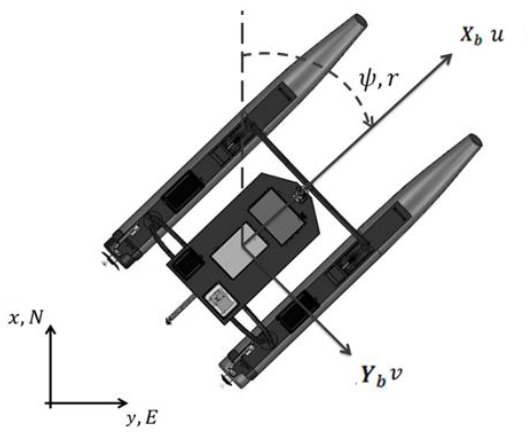 X_b u
ψ, r
x, N
Y_b v
y, E